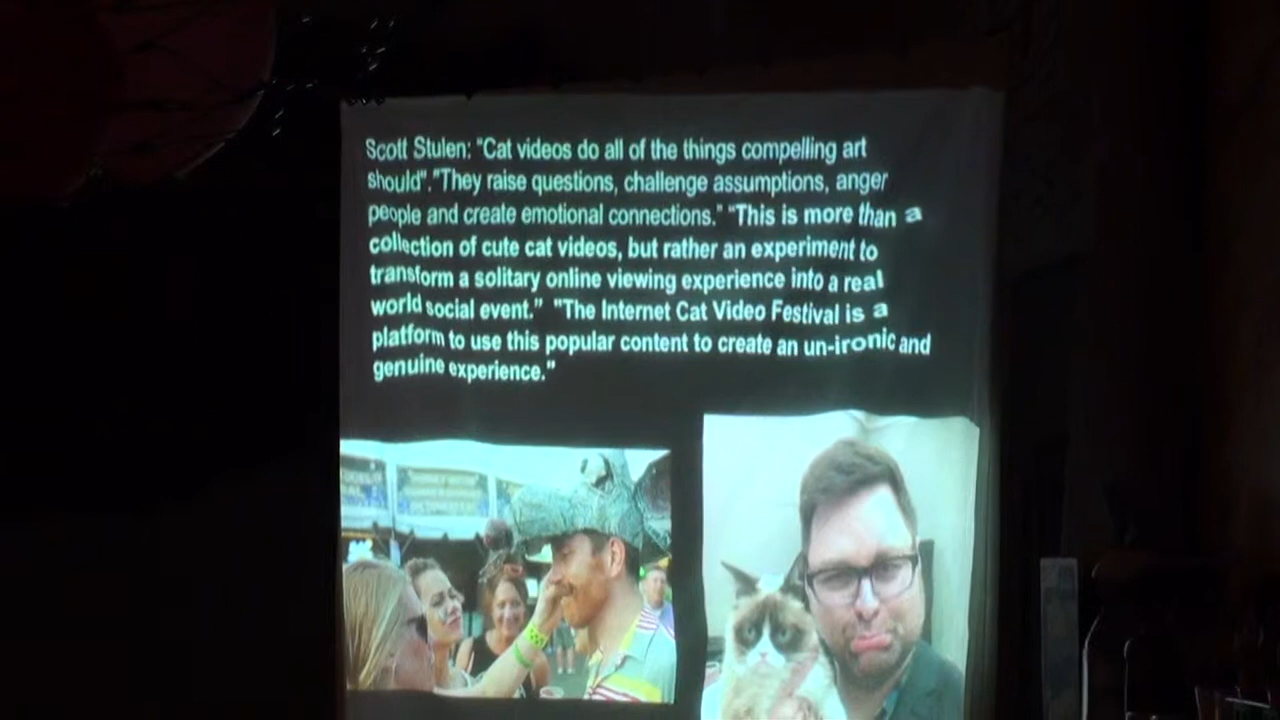 Scott Stulen: "Cat videos do all of the things compelling art
should"."They raise questions, challenge assumptions, anger
people and create emotional connections." "This is more than a
collection of cute cat videos, but rather an experiment to
transform a solitary online viewing experience into a real
world social event." "The Internet Cat Video Festival is a
platform to use this popular content to create an un-ironic and
genuine experience."